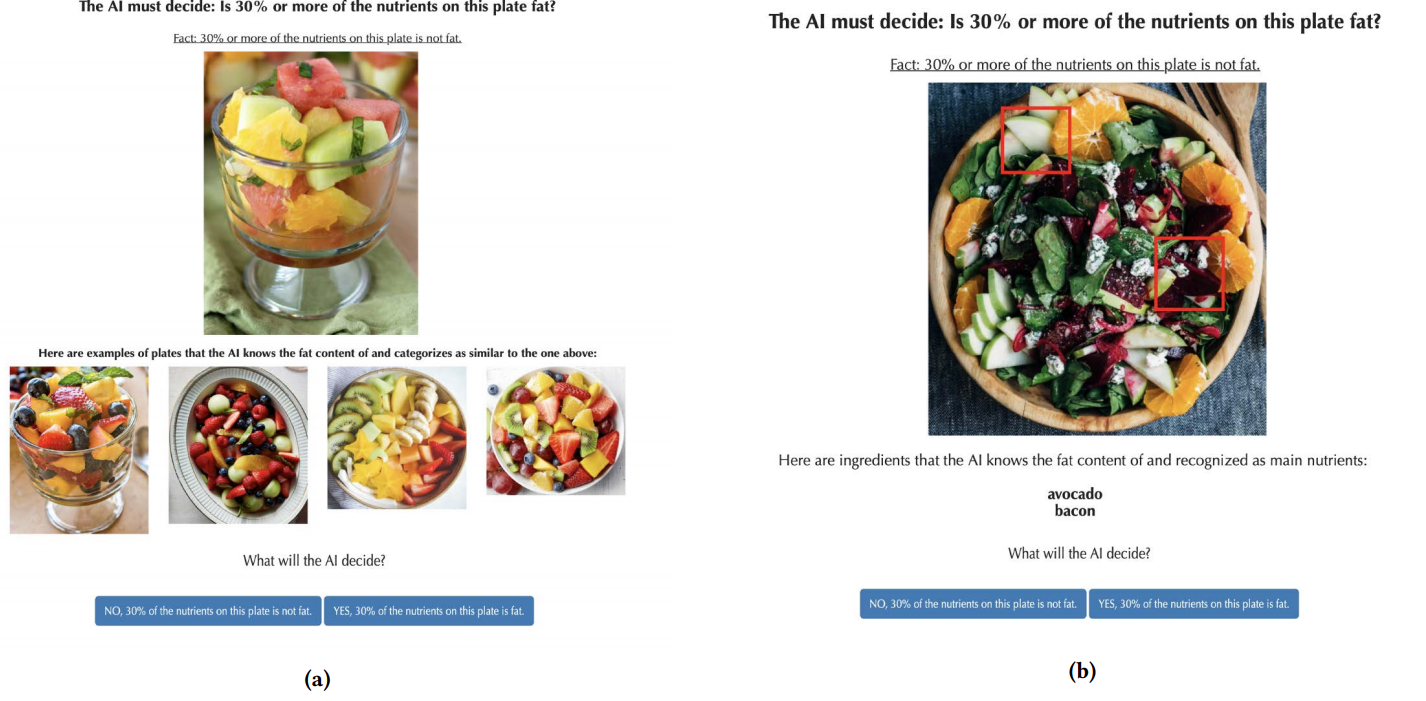 The AI must decide: Is 30% or more of the nutrients on this plate fat?
Fact: 30% or more of the nutrients on this plate is not fat.
Here are examples of plates that the AI knows the fat content of and categorizes as similar to the one above:
What will the AI decide?
NO, 30% of the nutrients on this plate is not fat.
YES, 30% of the nutrients on this plate is fat.
(a)
The AI must decide: Is 30% or more of the nutrients on this plate fat?
Fact: 30% or more of the nutrients on this plate is not fat.
Here are ingredients that the AI knows the fat content of and recognized as main nutrients:
avocado
bacon
What will the AI decide?
NO, 30% of the nutrients on this plate is not fat.
YES, 30% of the nutrients on this plate is fat.
(b)